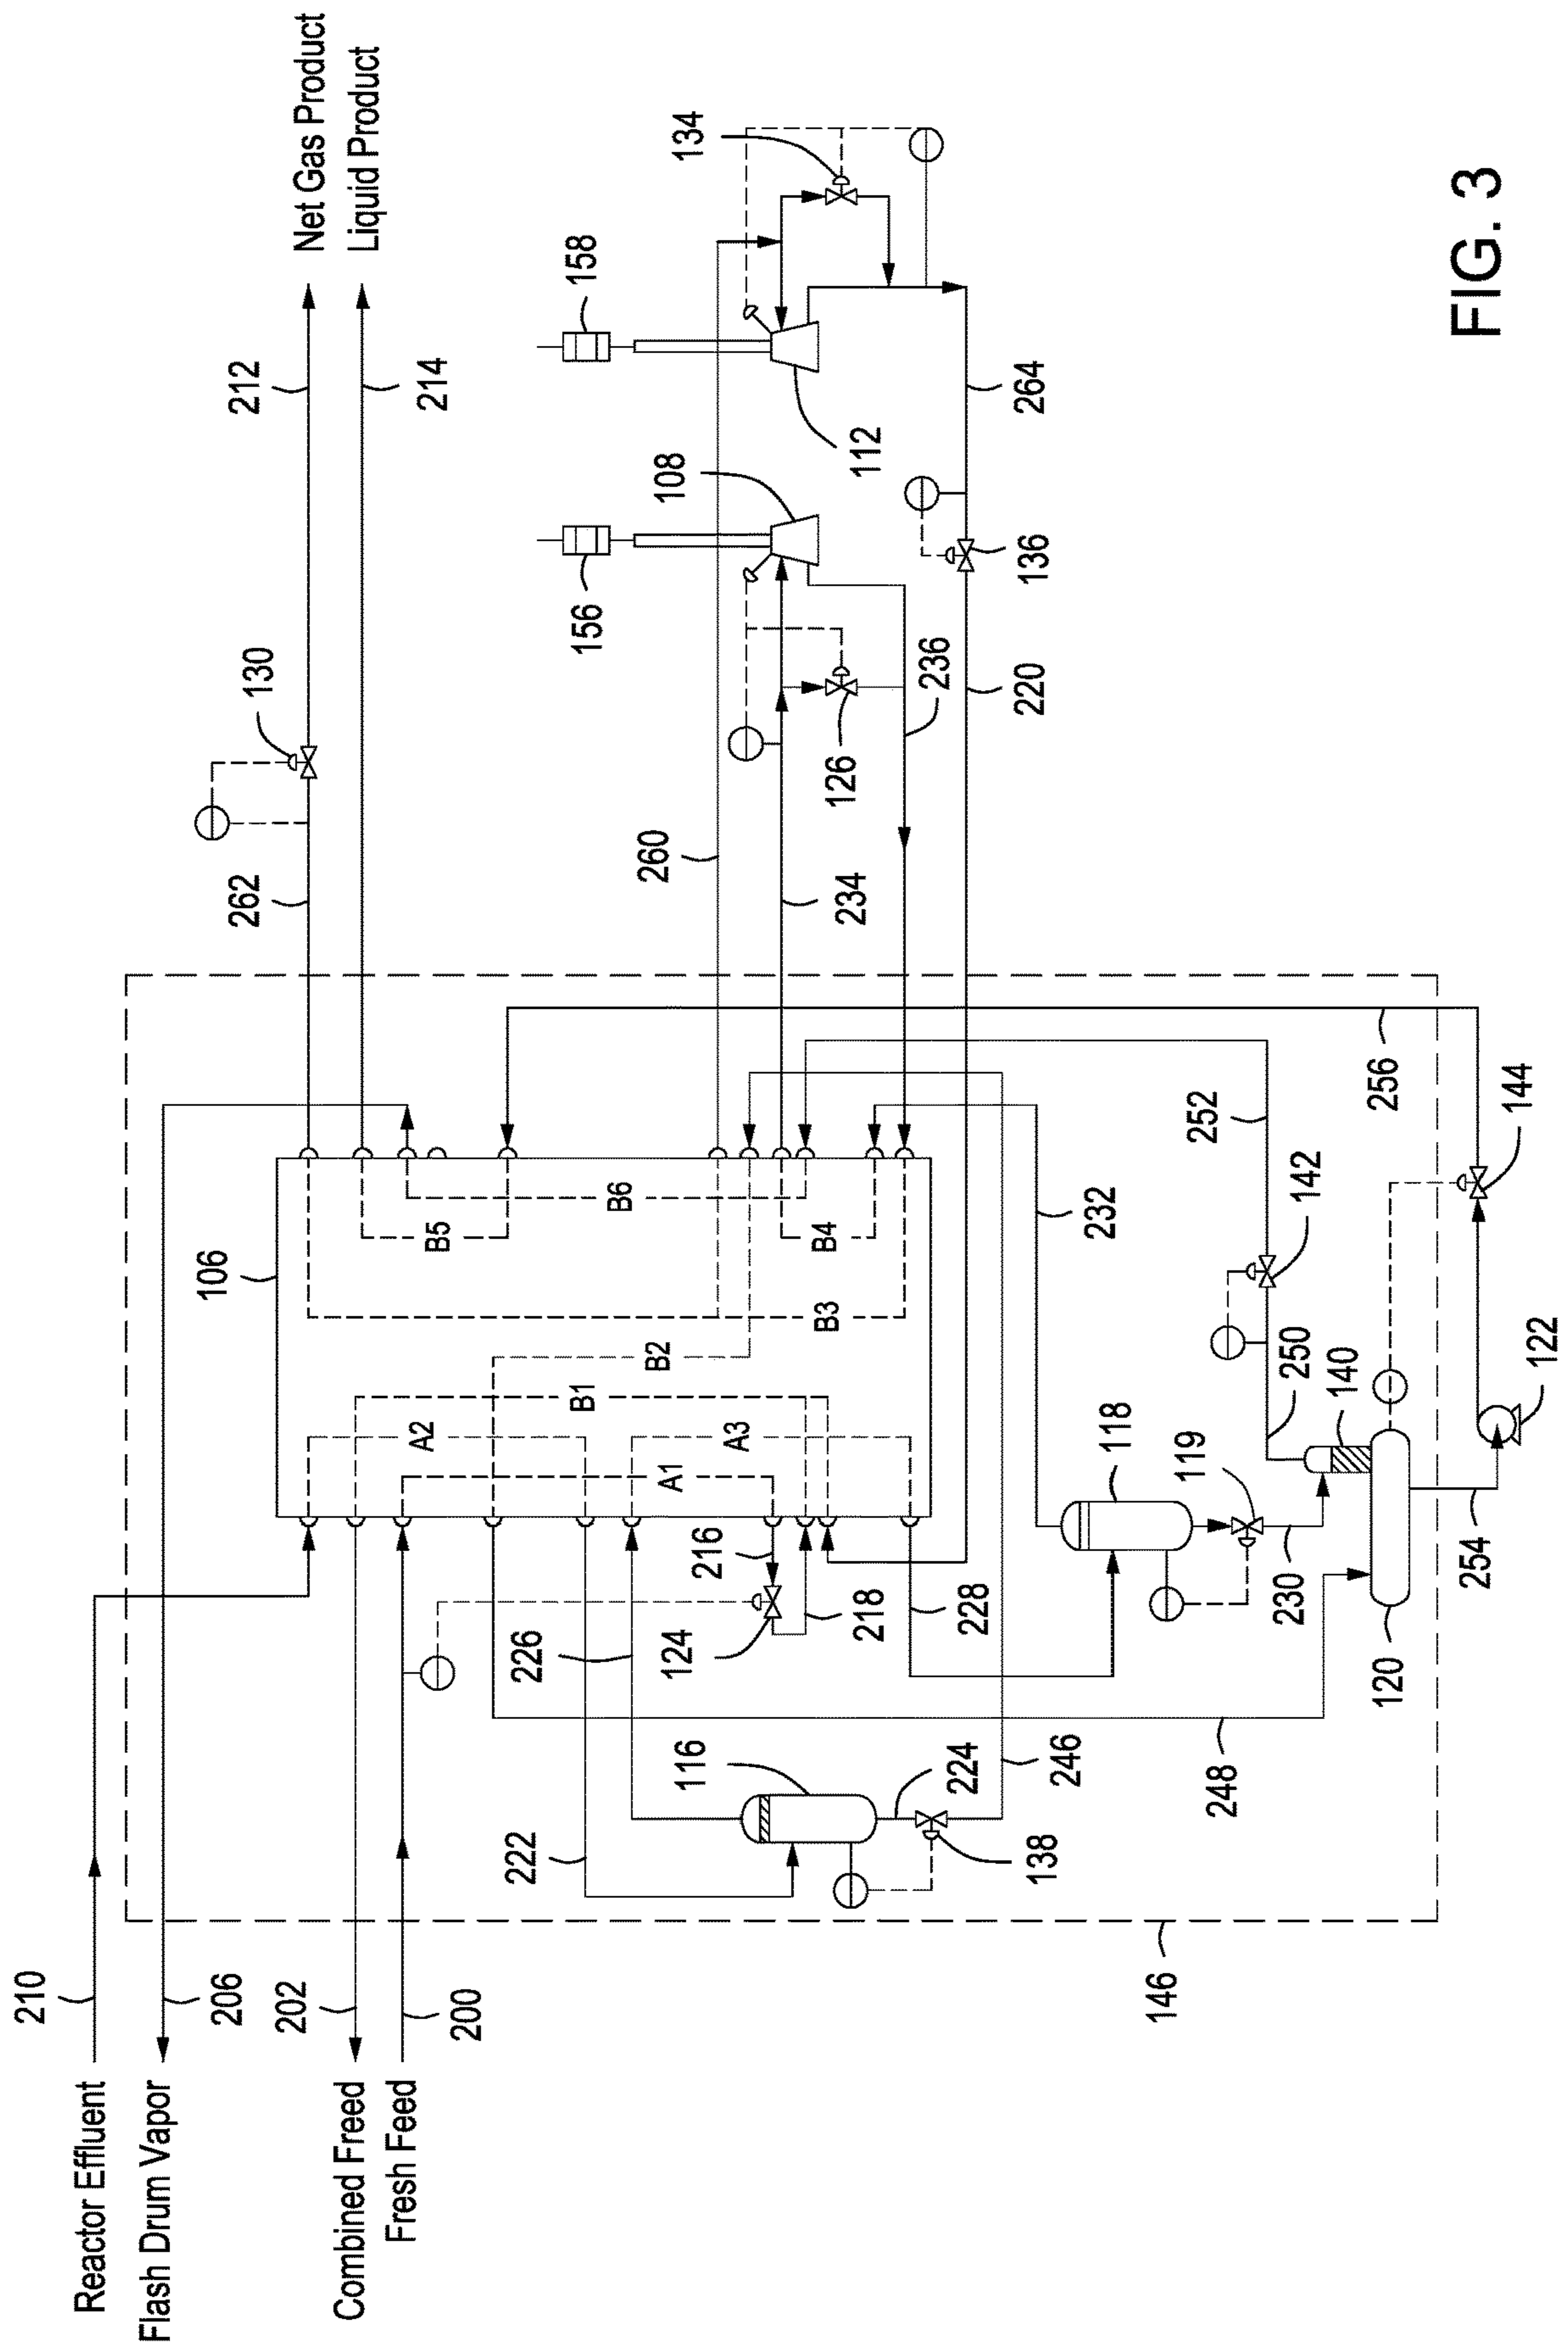 210
Reactor Effluent
Flash Drum Vapor
206
106
262
130
212
202
Net Gas Product
Combined Freed
Liquid Product
Fresh Feed
A2
B5
214
200
222
226
B1
156
158
B6
B2
260
124
A1
108
134
116
216
A3
B3
B4
126
234
218
112
236
224
228
138
246
220
136
264
118
232
146
119
252
248
230
250
142
140
120
256
254
144
FIG. 3
122